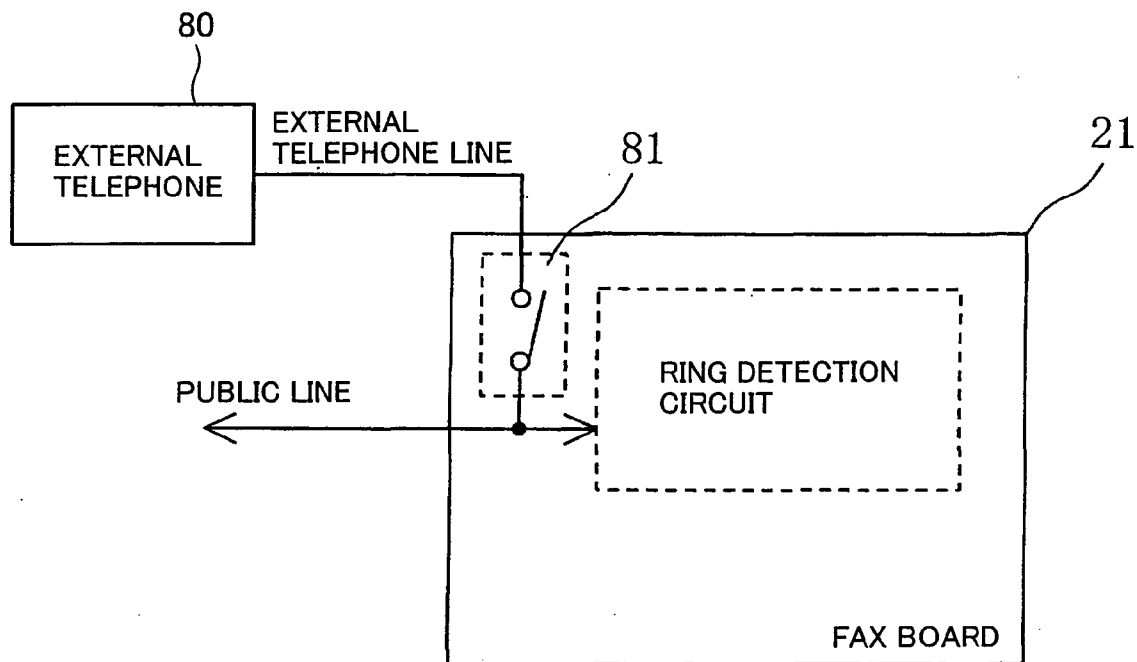 80
EXTERNAL
TELEPHONE
EXTERNAL
TELEPHONE LINE
81
21
PUBLIC LINE
RING DETECTION
CIRCUIT
FAX BOARD